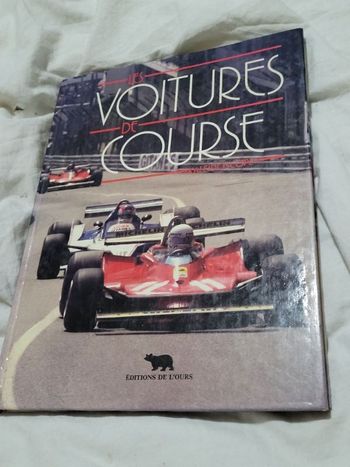 LES
VOITURES
DE
COURSE
ÉDITIONS DE L'OURS